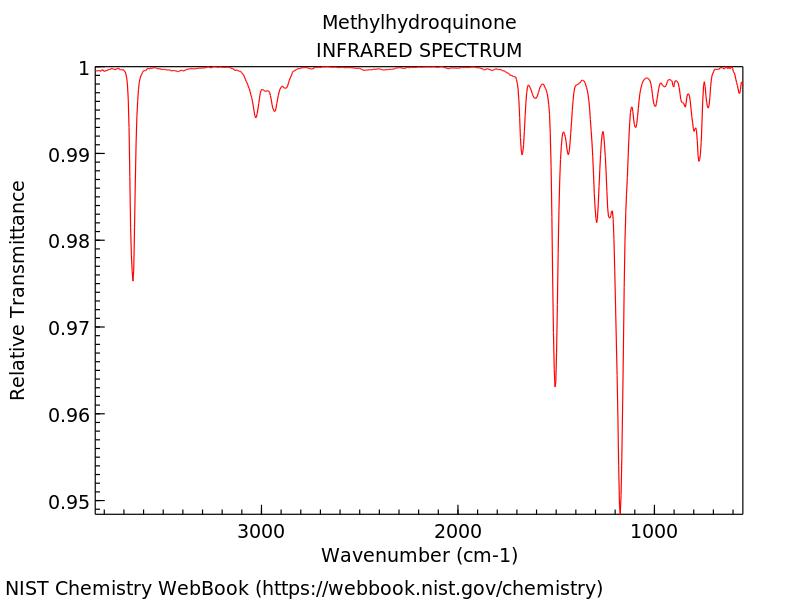 Methylhydroquinone
INFRARED SPECTRUM
1
0.99
0.98
0.97
0.96
0.95
Relative Transmittance
3000 2000 1000
Wavenumber (cm-1)
NIST Chemistry WebBook (https://webbook.nist.gov/chemistry)